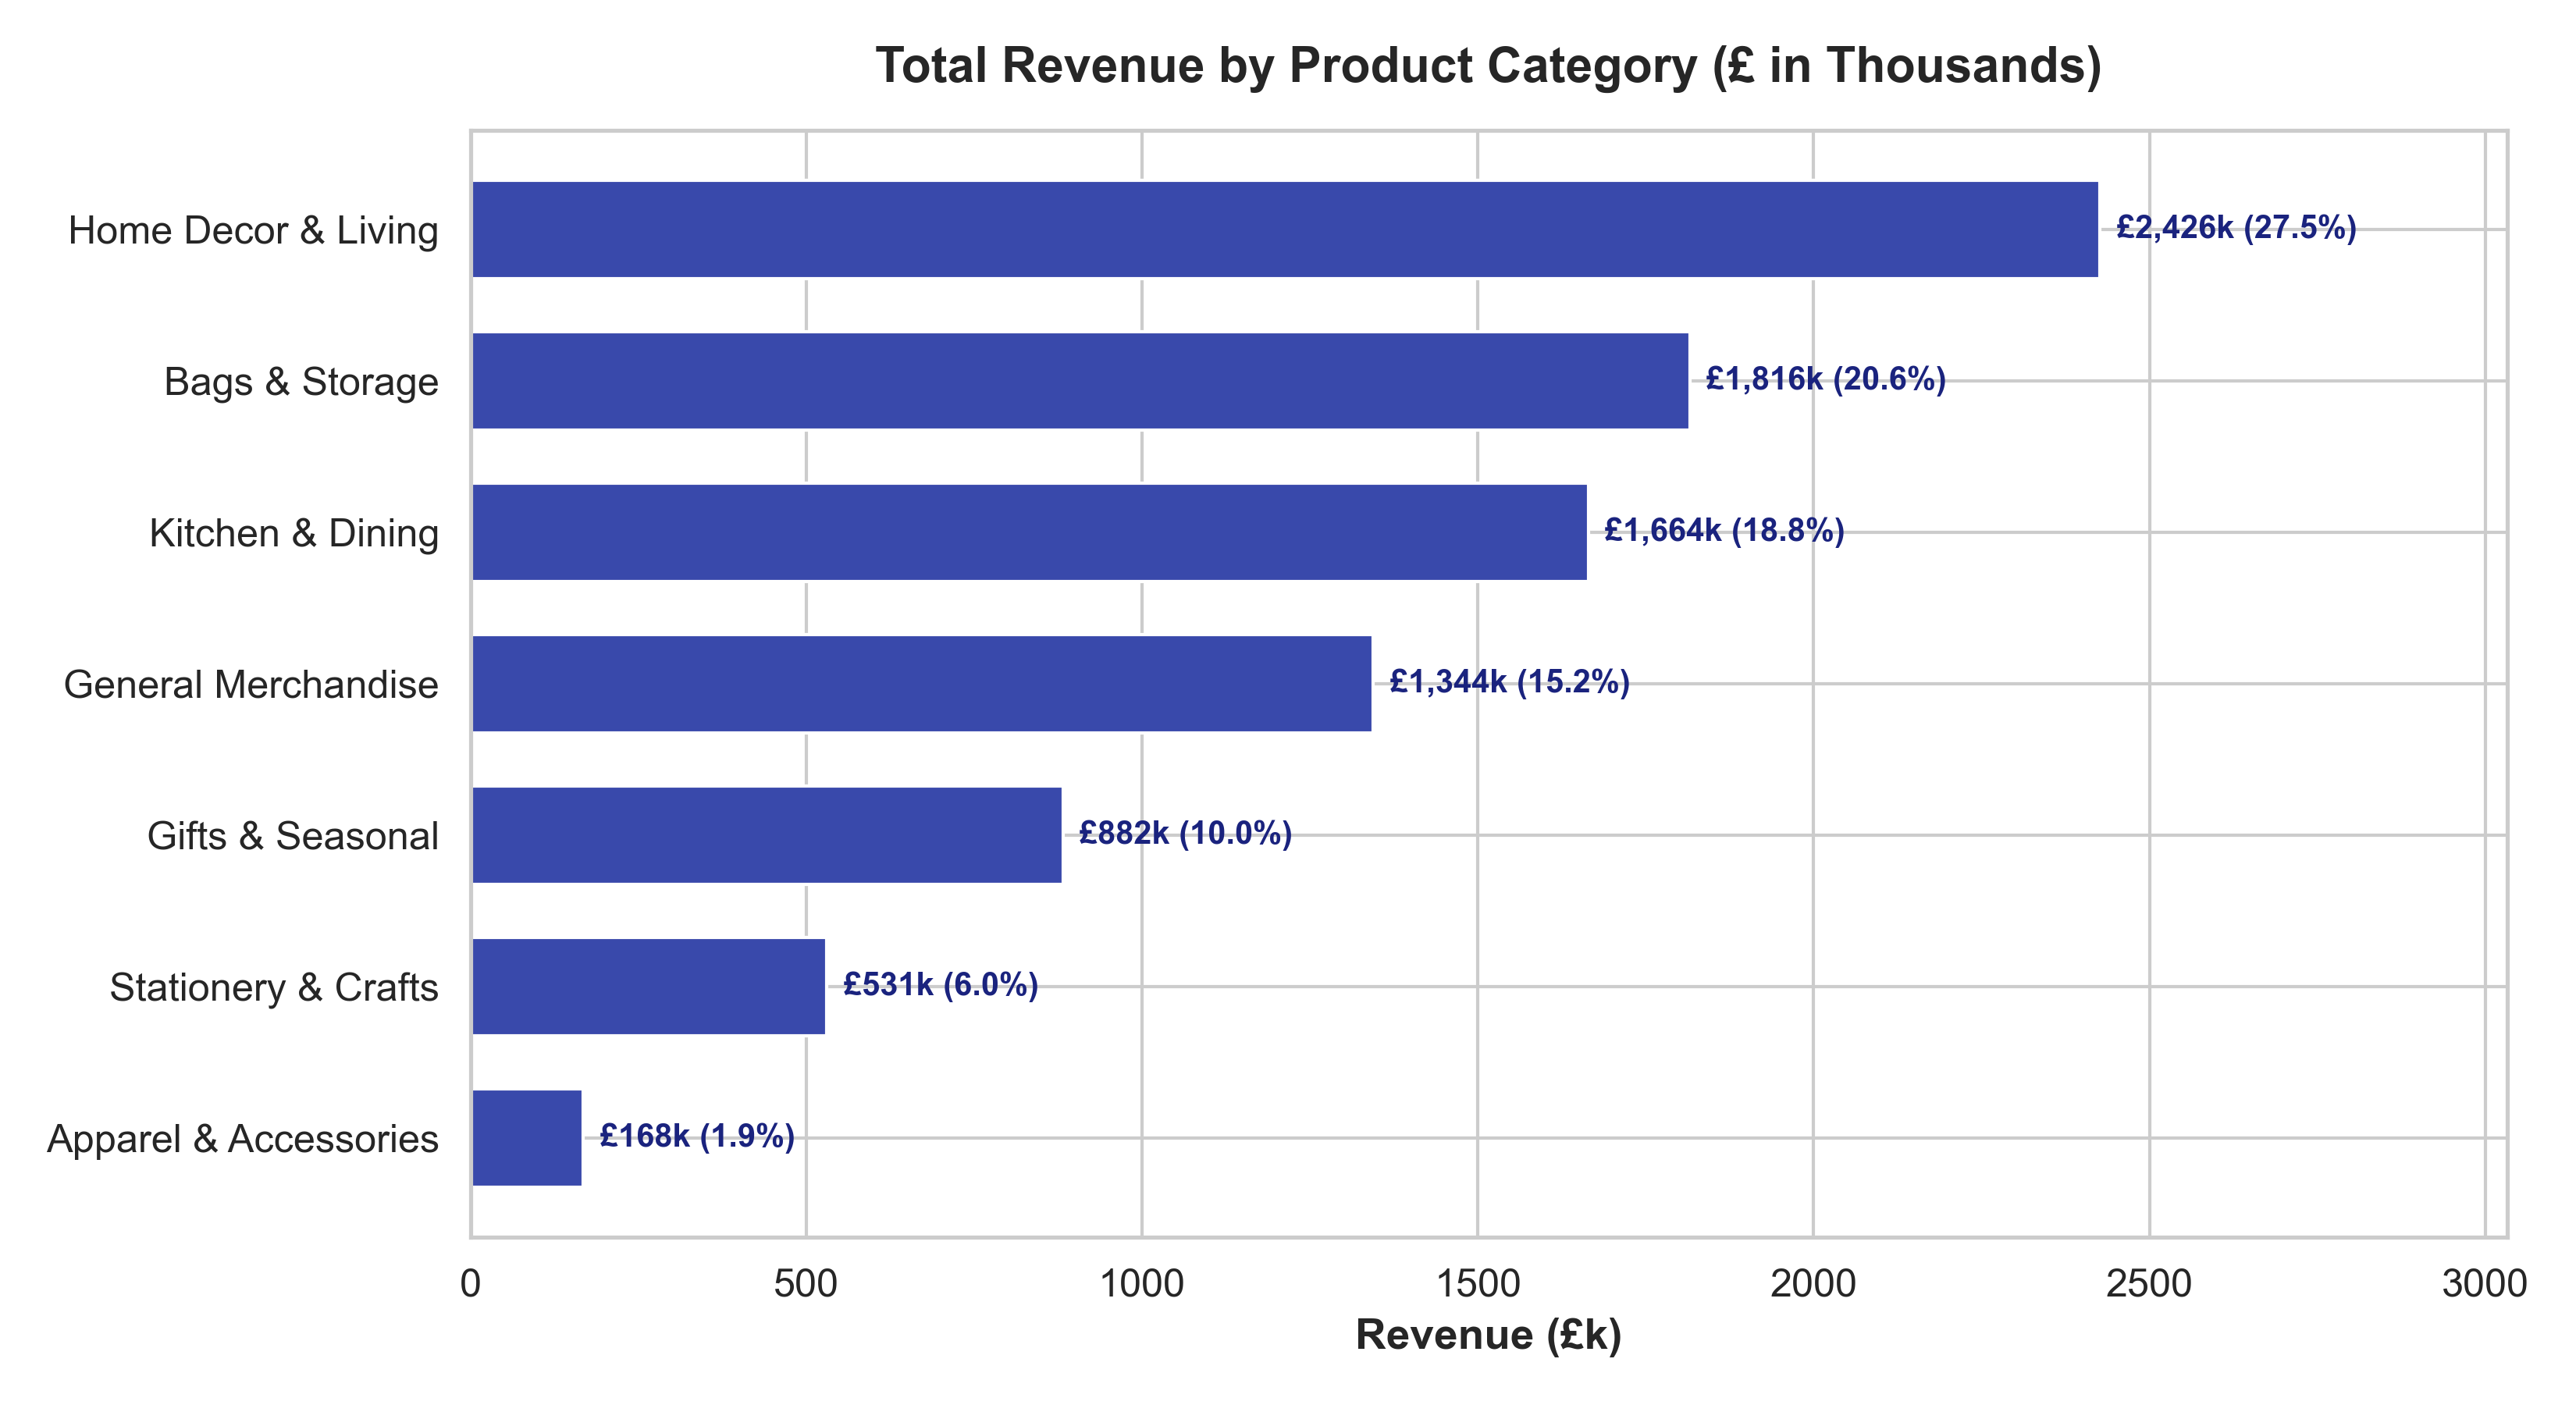 Total Revenue by Product Category (£ in Thousands)
Home Decor & Living £2,426k (27.5%)
Bags & Storage £1,816k (20.6%)
Kitchen & Dining £1,664k (18.8%)
General Merchandise £1,344k (15.2%)
Gifts & Seasonal £882k (10.0%)
Stationery & Crafts £531k (6.0%)
Apparel & Accessories £168k (1.9%)
0 500 1000 1500 2000 2500 3000
Revenue (£k)